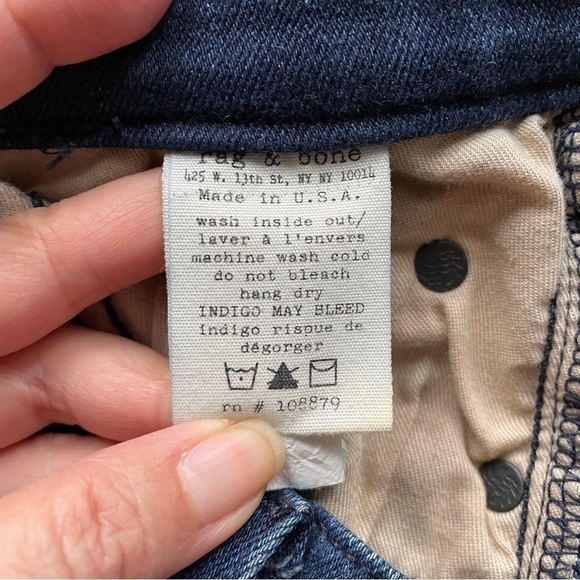 rag & bone
425 W. 13th St, NY NY 10014
Made in U.S.A.
wash inside out/
laver à l'envers
machine wash cold
do not bleach
hang dry
INDIGO MAY BLEED
indigo rispue de
dégorger
rn # 108879